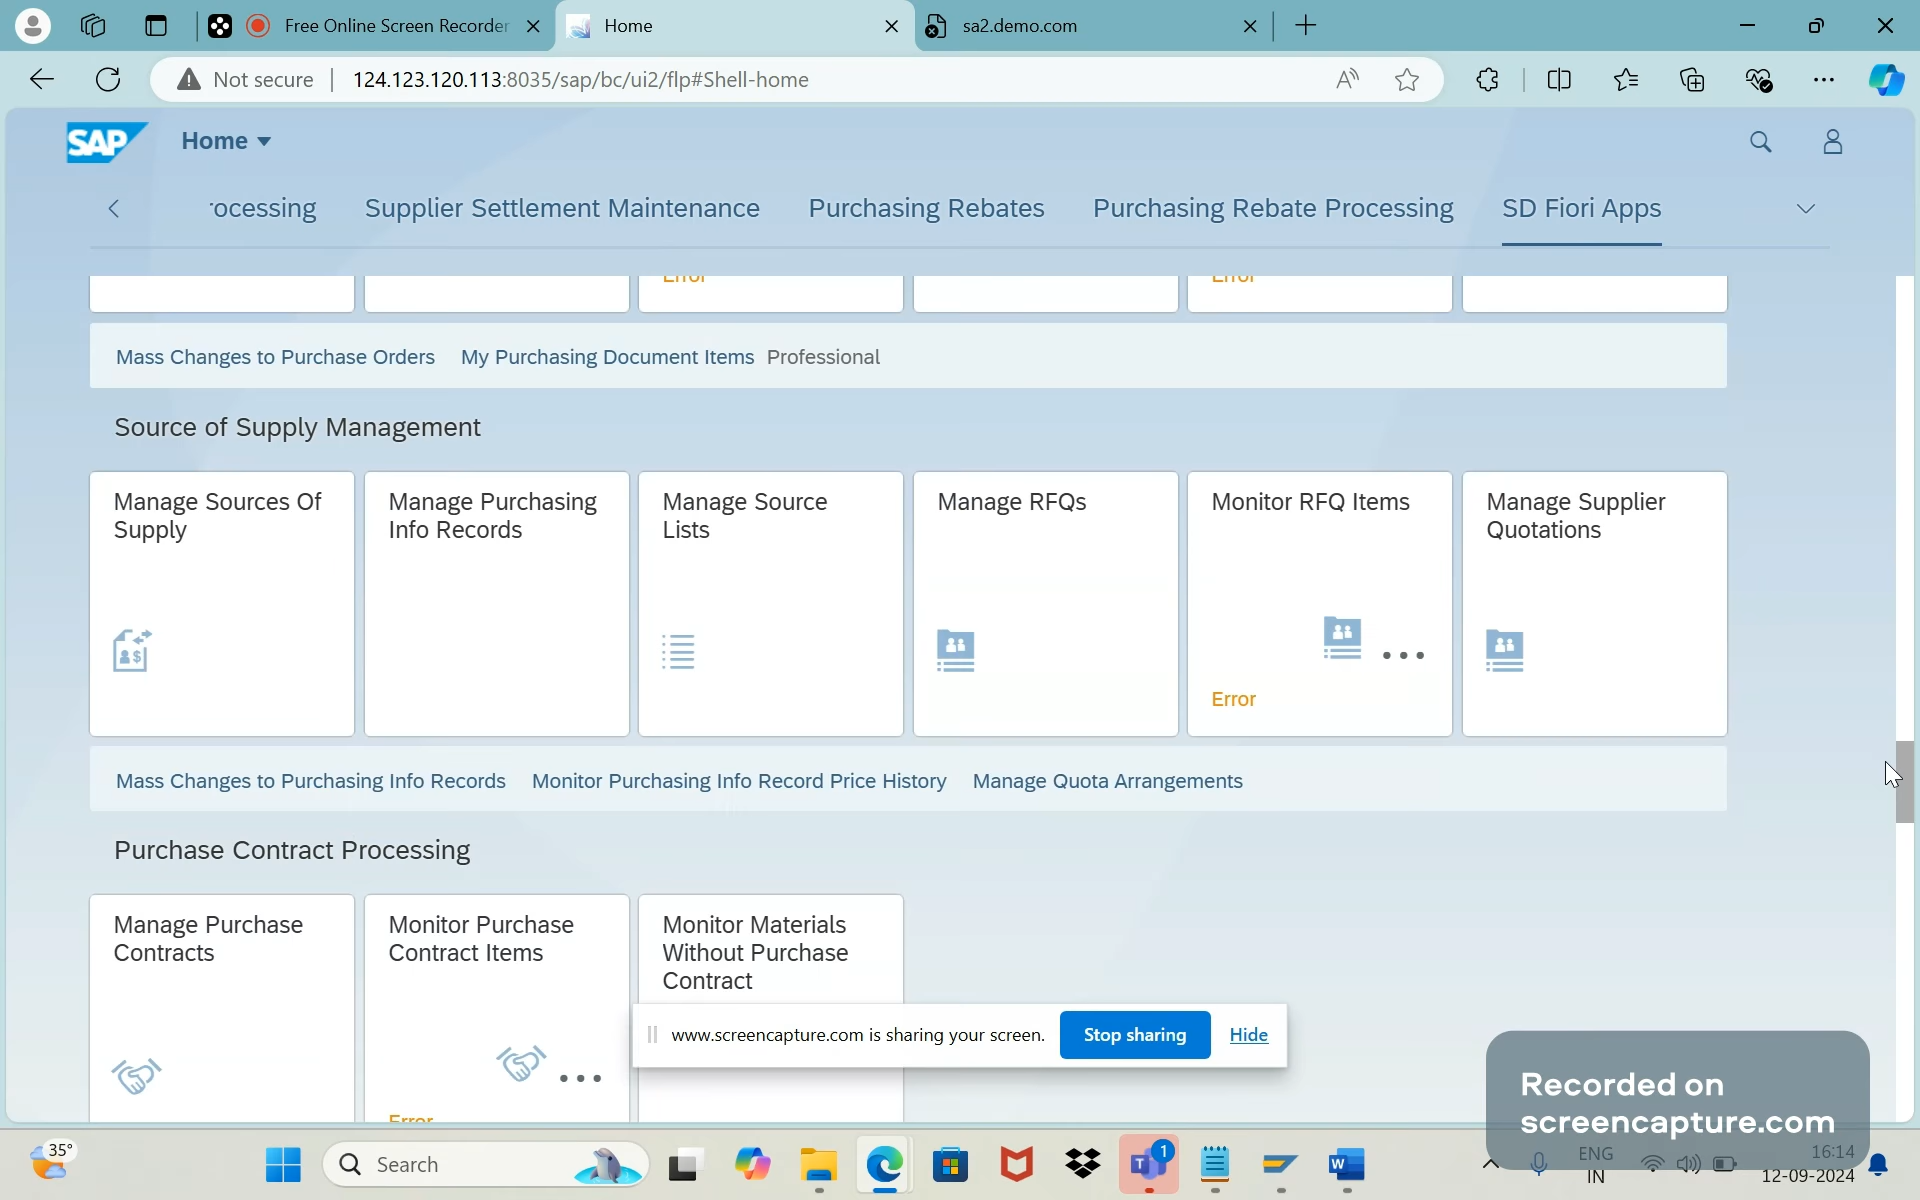 Free Online Screen Recorder
Home
sa2.demo.com
Not secure
124.123.120.113:8035/sap/bc/ui2/flp#Shell-home
SAP
Home
ocessing
Supplier Settlement Maintenance
Purchasing Rebates
Purchasing Rebate Processing
SD Fiori Apps
Error
Error
Mass Changes to Purchase Orders
My Purchasing Document Items Professional
Source of Supply Management
Manage Sources Of
Supply
Manage Purchasing
Info Records
Manage Source
Lists
Manage RFQs
Monitor RFQ Items
Error
Manage Supplier
Quotations
Mass Changes to Purchasing Info Records
Monitor Purchasing Info Record Price History
Manage Quota Arrangements
Purchase Contract Processing
Manage Purchase
Contracts
Monitor Purchase
Contract Items
Error
Monitor Materials
Without Purchase
Contract
www.screencapture.com is sharing your screen.
Stop sharing
Hide
Recorded on
screencapture.com
35°
Search
1
ENG
IN
16:14
12-09-2024